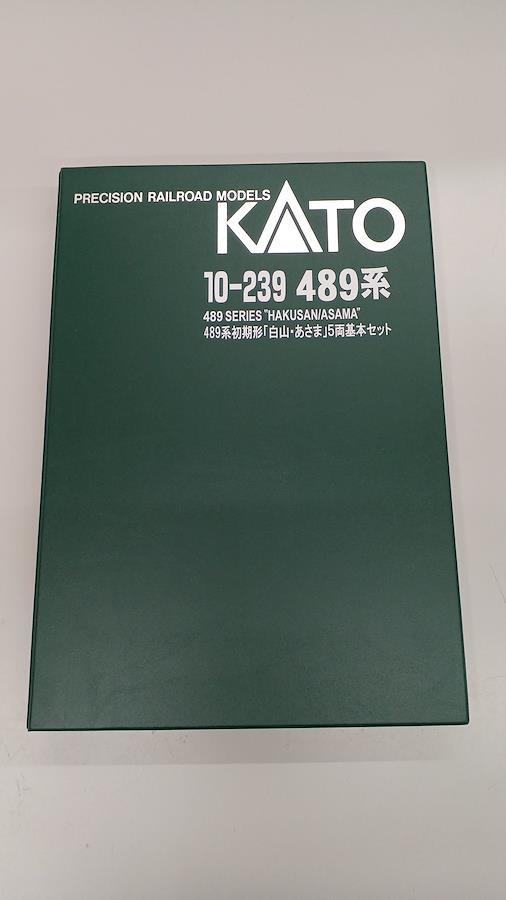 PRECISION RAILROAD MODELS
KATO
10-239 489系
489 SERIES "HAKUSAN/ASAMA"
489系初期形「白山・あさま」5両基本セット